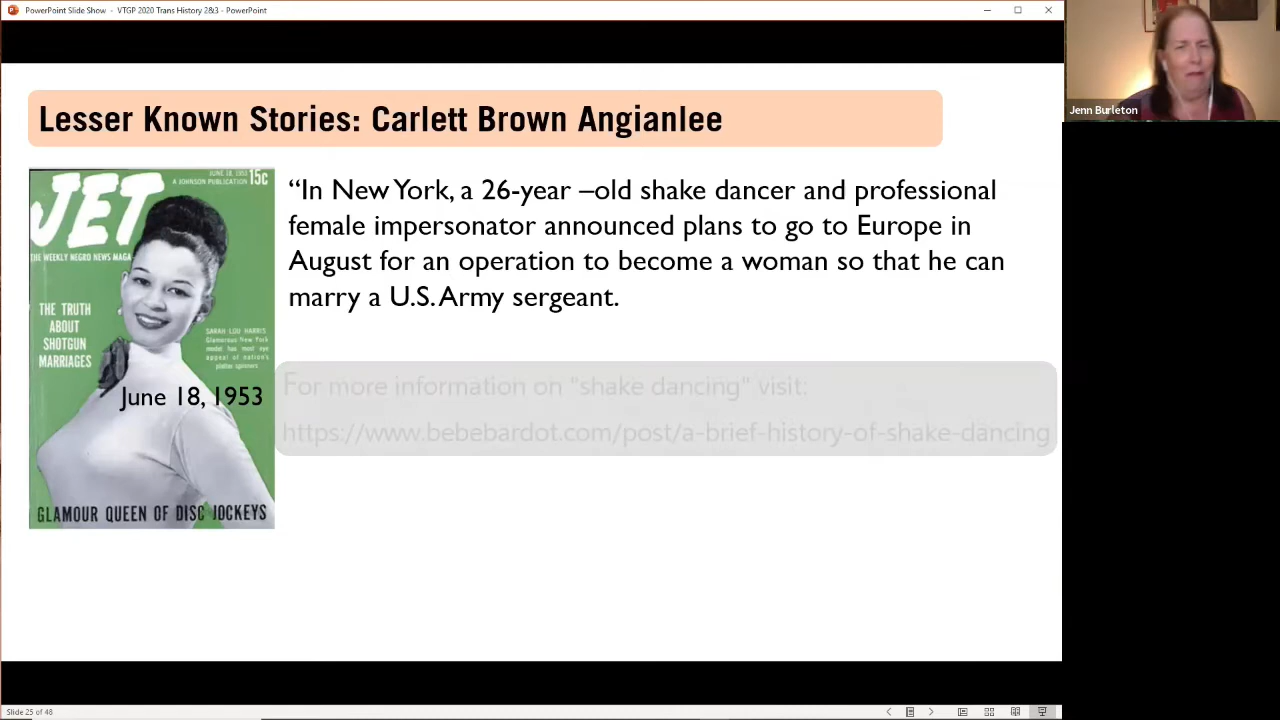 PowerPoint Slide Show - VTGP 2020 Trans History 2&3 - PowerPoint
Jenn Burleton
Lesser Known Stories: Carlett Brown Angianlee
JUNE 18, 1953
A JOHNSON PUBLICATION
15c
JET
THE WEEKLY NEGRO NEWS MAGA
THE TRUTH
ABOUT
SHOTGUN
MARRIAGES
SARAH LOU HARRIS
Glamorous New York
model has most eye
appeal of nation's
platter spinners
June 18, 1953
GLAMOUR QUEEN OF DISC JOCKEYS
“In New York, a 26-year –old shake dancer and professional
female impersonator announced plans to go to Europe in
August for an operation to become a woman so that he can
marry a U.S. Army sergeant.
For more information on "shake dancing" visit:
https://www.bebebardot.com/post/a-brief-history-of-shake-dancing
Slide 25 of 48